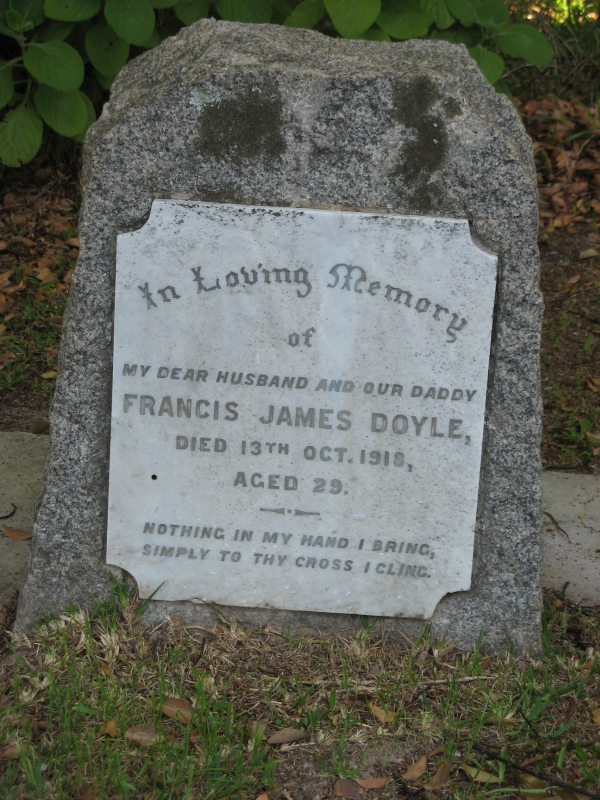 In Loving Memory
of
MY DEAR HUSBAND AND OUR DADDY
FRANCIS JAMES DOYLE,
DIED 13TH OCT. 1918,
AGED 29.
NOTHING IN MY HAND I BRING,
SIMPLY TO THY CROSS I CLING.